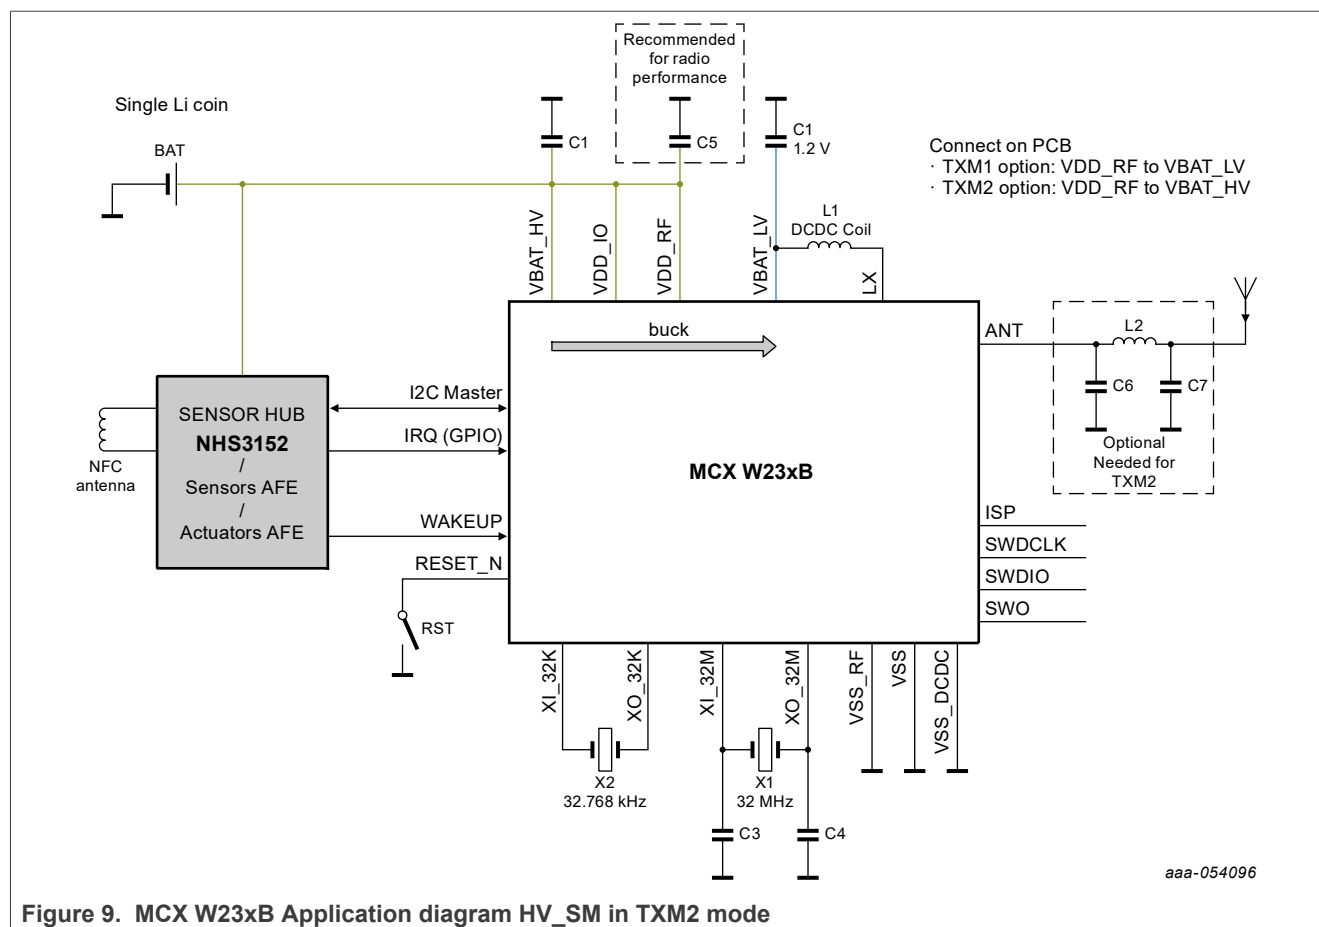 Recommended
for radio
performance
Single Li coin
BAT
C1
C5
C1
1.2 V
Connect on PCB
· TXM1 option: VDD_RF to VBAT_LV
· TXM2 option: VDD_RF to VBAT_HV
L1
DCDC Coil
VBAT_HV
VDD_IO
VDD_RF
VBAT_LV
LX
buck
ANT
L2
C6
C7
Optional
Needed for
TXM2
SENSOR HUB
NHS3152
/
Sensors AFE
/
Actuators AFE
NFC
antenna
I2C Master
IRQ (GPIO)
WAKEUP
RESET_N
RST
MCX W23xB
ISP
SWDCLK
SWDIO
SWO
XI_32K
XO_32K
XI_32M
XO_32M
VSS_RF
VSS
VSS_DCDC
X2
32.768 kHz
X1
32 MHz
C3
C4
aaa-054096
Figure 9. MCX W23xB Application diagram HV_SM in TXM2 mode